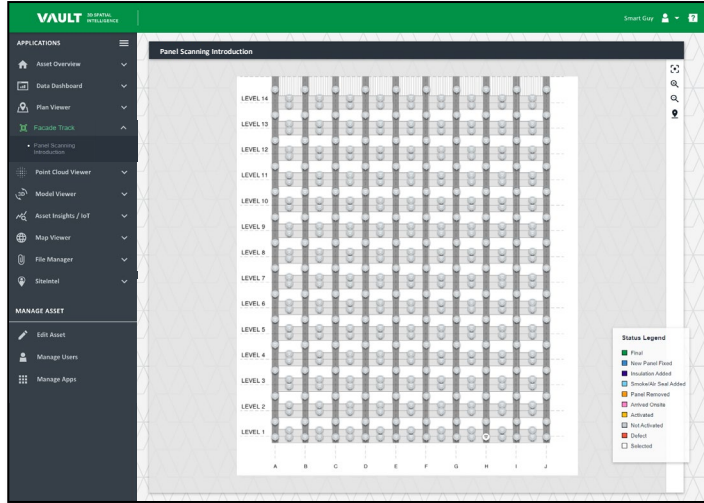 VAULT 3D SPATIAL INTELLIGENCE
Smart Guy
APPLICATIONS
Asset Overview
Data Dashboard
Plan Viewer
Facade Track
Panel Scanning Introduction
Point Cloud Viewer
Model Viewer
Asset Insights / IoT
Map Viewer
File Manager
SiteIntel
MANAGE ASSET
Edit Asset
Manage Users
Manage Apps
Panel Scanning Introduction
LEVEL 14
LEVEL 13
LEVEL 12
LEVEL 11
LEVEL 10
LEVEL 9
LEVEL 8
LEVEL 7
LEVEL 6
LEVEL 5
LEVEL 4
LEVEL 3
LEVEL 2
LEVEL 1
A B C D E F G H I J
Status Legend
Final
New Panel Fixed
Insulation Added
Smoke/Air Seal Added
Panel Removed
Arrived Onsite
Activated
Not Activated
Defect
Selected